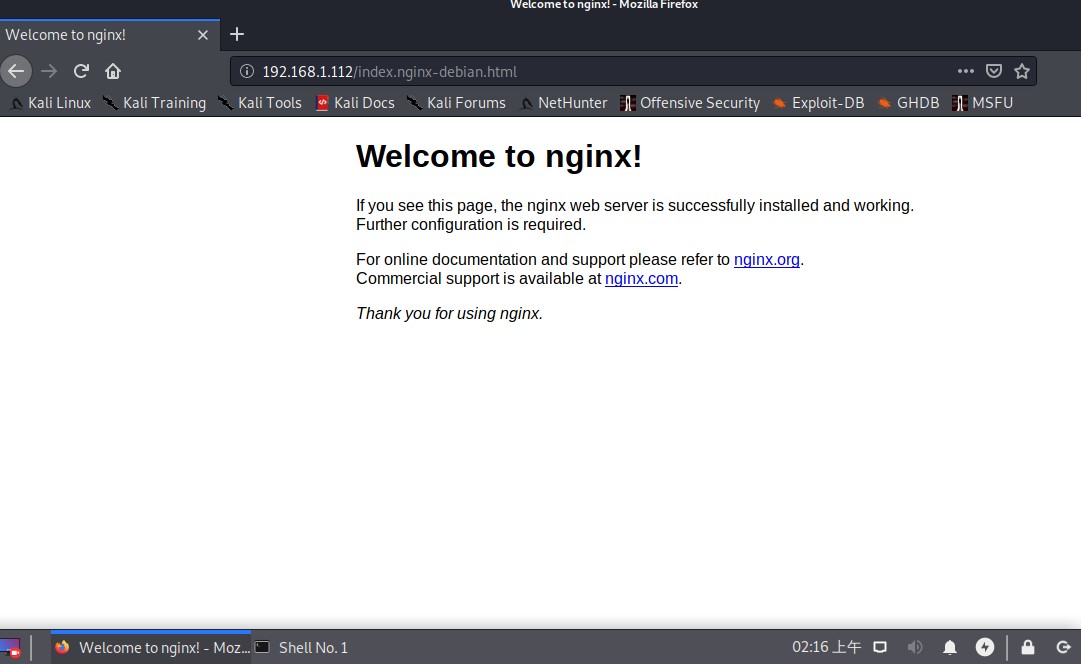 Welcome to nginx! - Mozilla Firefox
Welcome to nginx!
192.168.1.112/index.nginx-debian.html
Kali Linux Kali Training Kali Tools Kali Docs Kali Forums NetHunter Offensive Security Exploit-DB GHDB MSFU
Welcome to nginx!
If you see this page, the nginx web server is successfully installed and working.
Further configuration is required.
For online documentation and support please refer to nginx.org.
Commercial support is available at nginx.com.
Thank you for using nginx.
Welcome to nginx! - Moz... Shell No. 1 02:16 上午